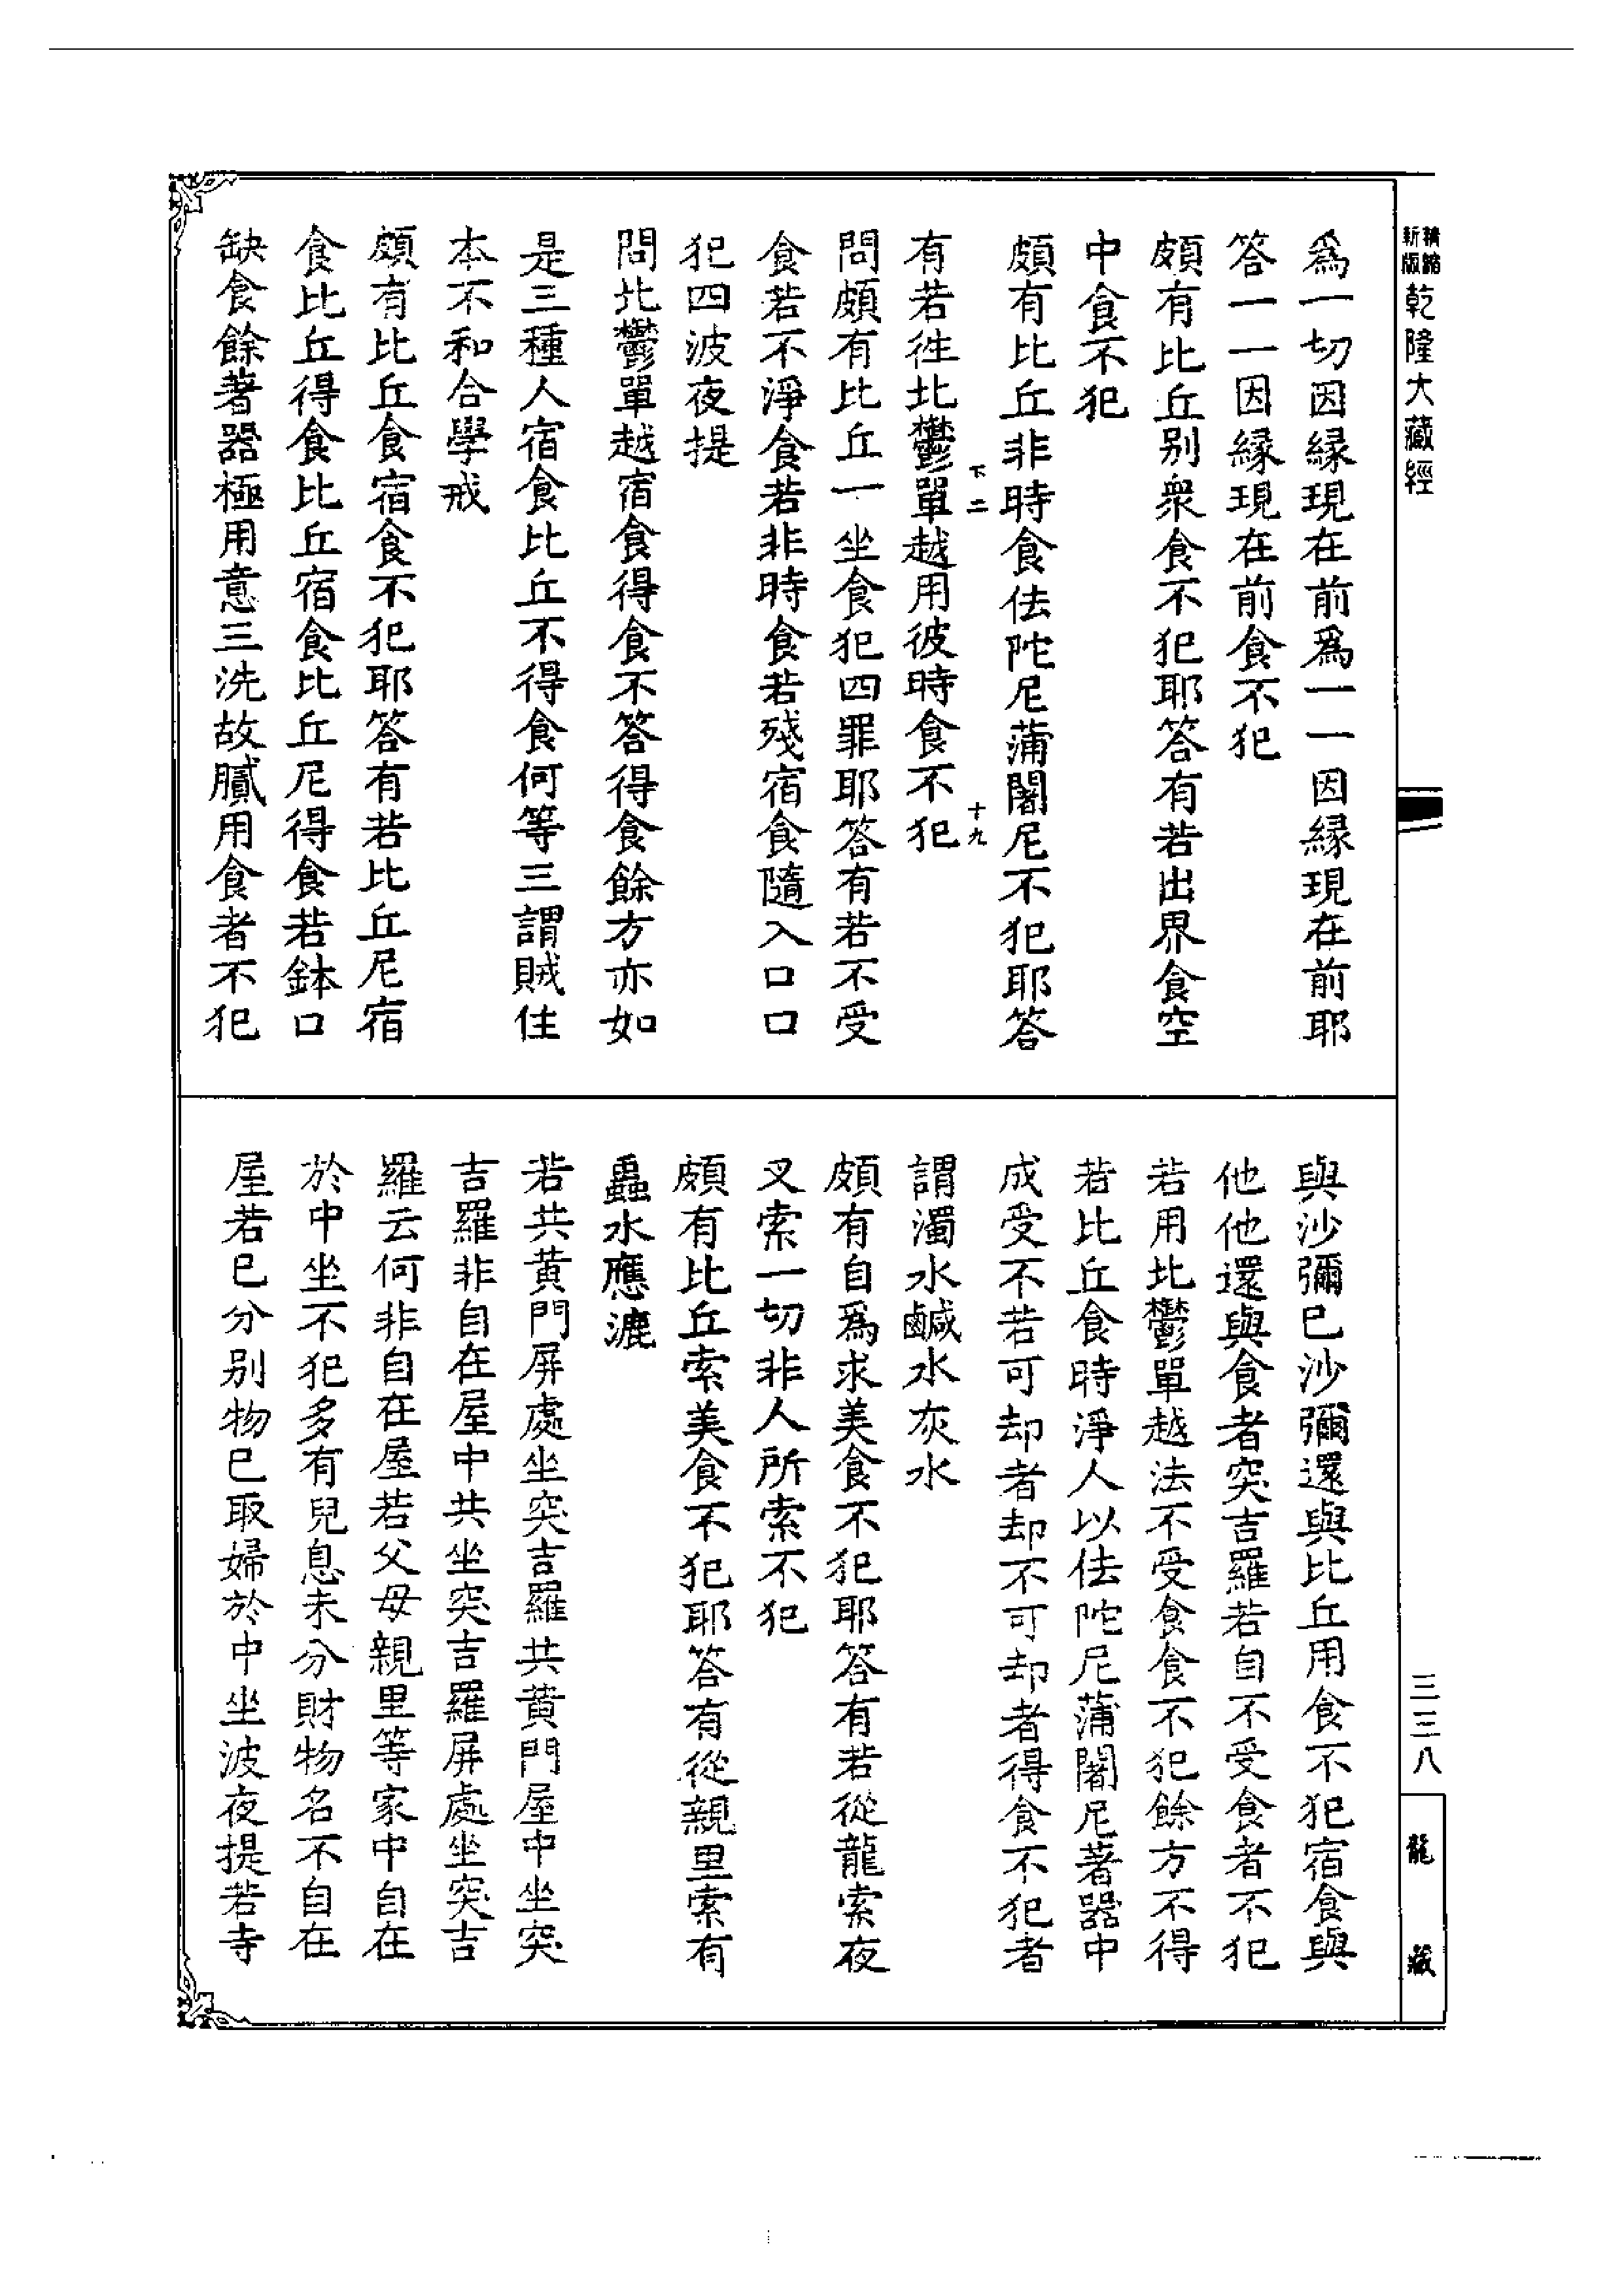 新版精縮乾隆大藏經
為一切因緣現在前為一一因緣現在前耶
答一一因緣現在前食不犯
頗有比丘別眾食不犯耶答有若出界食空
中食不犯
頗有比丘非時食佉陀尼蒲闍尼不犯耶答
有若往北鬱單越用彼時食不犯
下二
十九
問頗有比丘一坐食犯四罪耶答有若不受
食若不淨食若非時食若殘宿食隨入口口
犯四波夜提
問北鬱單越宿食得食不答得食餘方亦如
是三種人宿食比丘不得食何等三謂賊住
本不和合學戒
頗有比丘食宿食不犯耶答有若比丘尼宿
食比丘得食比丘宿食比丘尼得食若鉢口
缺食餘著器極用意三洗故膩用食者不犯
與沙彌已沙彌還與比丘用食不犯宿食與
他他還與食者突吉羅若自不受食者不犯
若用北鬱單越法不受食食不犯餘方不得
若比丘食時淨人以佉陀尼蒲闍尼著器中
成受不若可却者却不可却者得食不犯者
謂濁水鹹水灰水
頗有自為求美食不犯耶答有若從龍索夜
叉索一切非人所索不犯
頗有比丘索美食不犯耶答有從親里索有
蟲水應漉
若共黃門屏處坐突吉羅共黃門屋中坐突
吉羅非自在屋中共坐突吉羅屏處坐突吉
羅云何非自在屋若父母親里等家中自在
於中坐不犯多有兒息未分財物名不自在
屋若已分別物已取婦於中坐波夜提若寺
三三八
龍藏